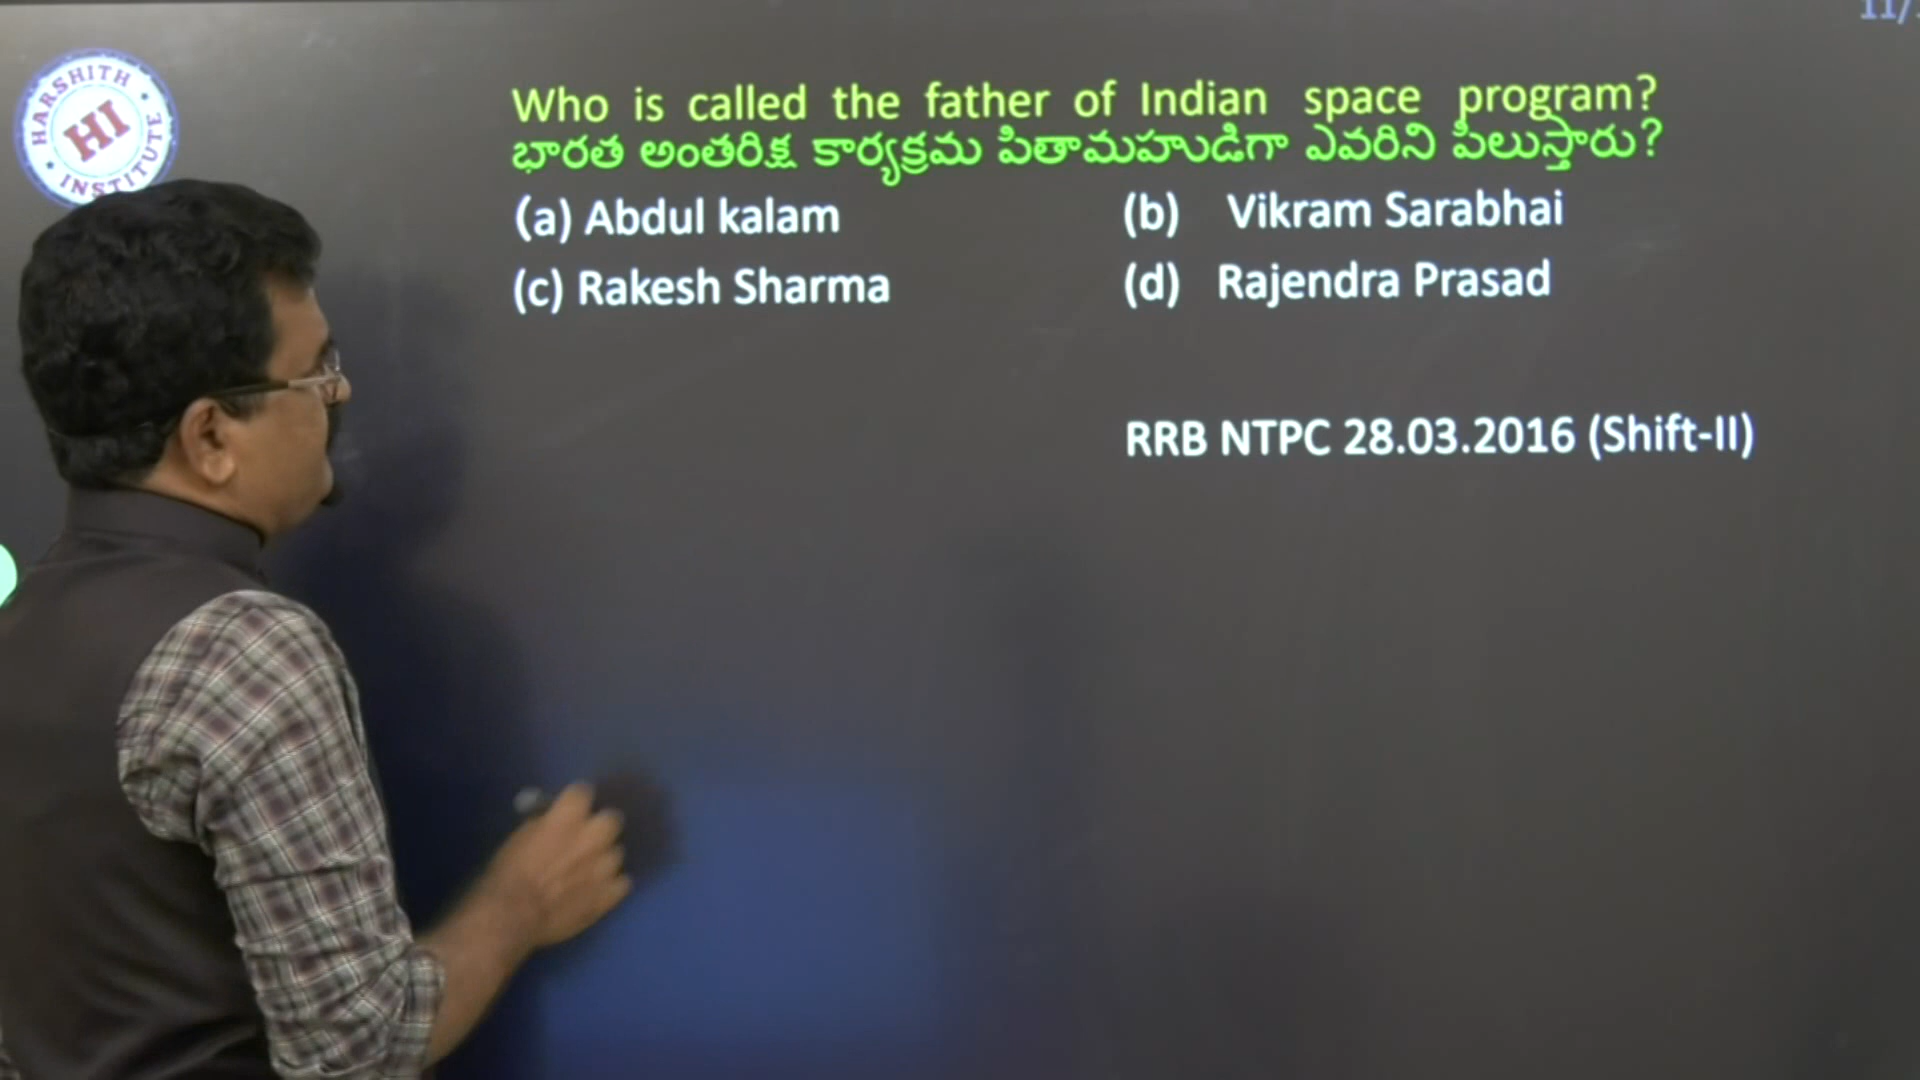 11/
HARSHITH
HI
INSTITUTE
Who is called the father of Indian space program?
భారత అంతరిక్ష కార్యక్రమ పితామహుడిగా ఎవరిని పిలుస్తారు?
(a) Abdul kalam (b) Vikram Sarabhai
(c) Rakesh Sharma (d) Rajendra Prasad
RRB NTPC 28.03.2016 (Shift-II)